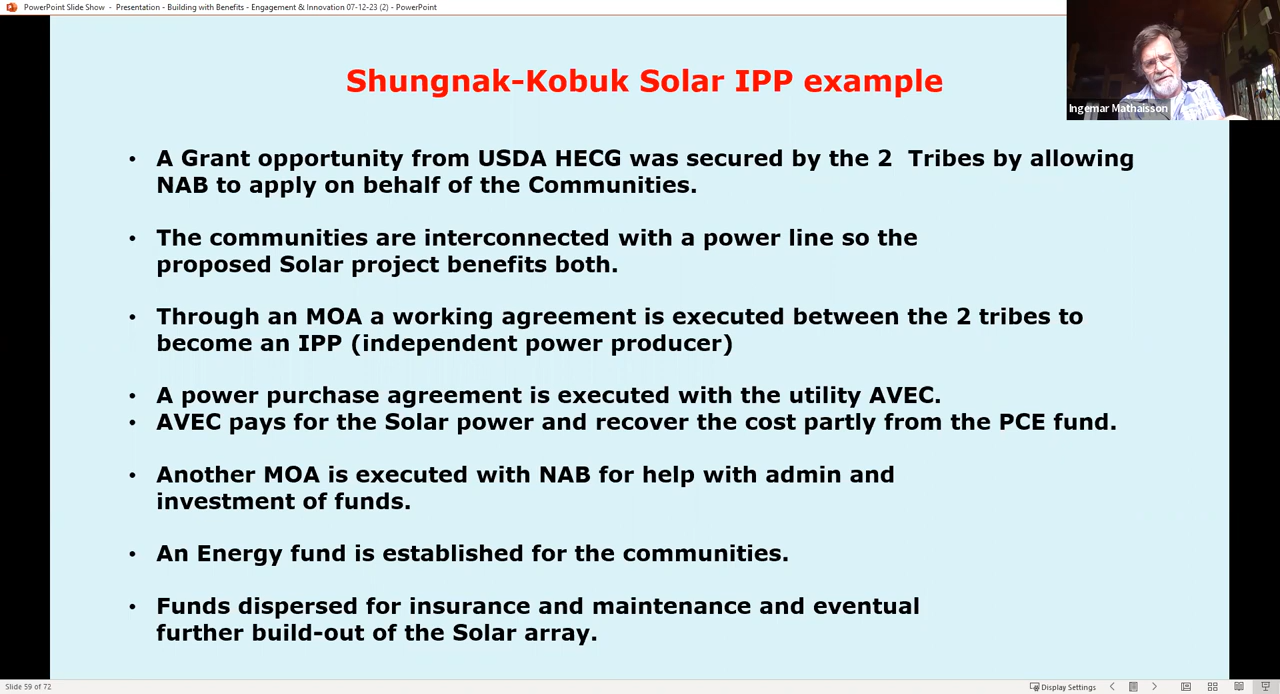 PowerPoint Slide Show - Presentation - Building with Benefits - Engagement & Innovation 07-12-23 (2) - PowerPoint
Ingemar Mathaisson
Shungnak-Kobuk Solar IPP example
• A Grant opportunity from USDA HECG was secured by the 2 Tribes by allowing
NAB to apply on behalf of the Communities.
• The communities are interconnected with a power line so the
proposed Solar project benefits both.
• Through an MOA a working agreement is executed between the 2 tribes to
become an IPP (independent power producer)
• A power purchase agreement is executed with the utility AVEC.
• AVEC pays for the Solar power and recover the cost partly from the PCE fund.
• Another MOA is executed with NAB for help with admin and
investment of funds.
• An Energy fund is established for the communities.
• Funds dispersed for insurance and maintenance and eventual
further build-out of the Solar array.
Slide 59 of 72
Display Settings